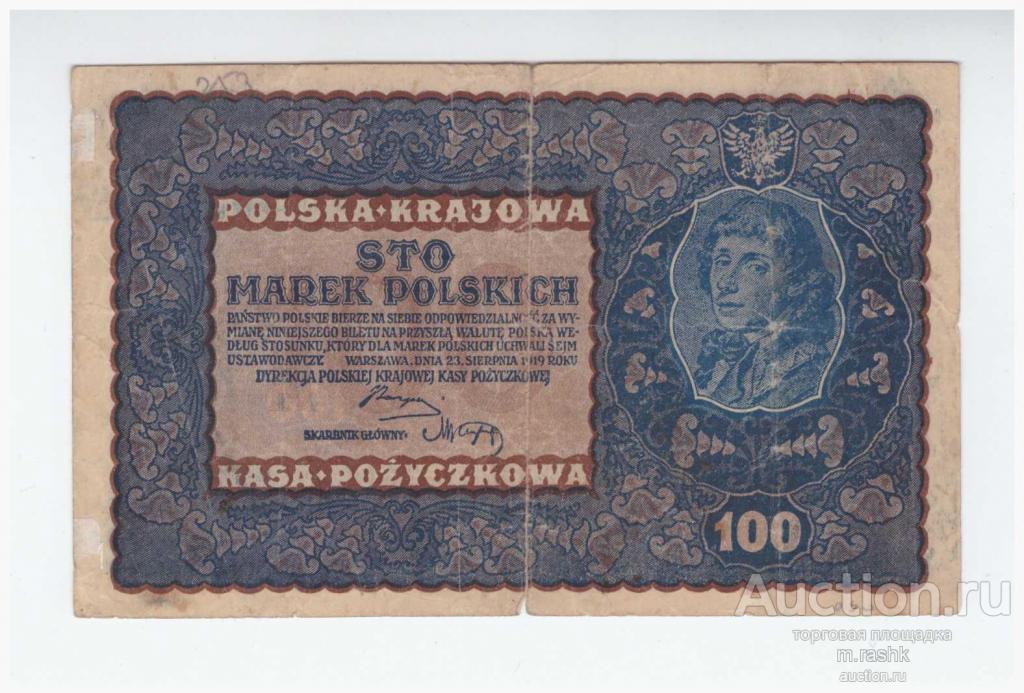 253
POLSKA KRAJOWA
STO
MAREK POLSKICH
PAŃSTWO POLSKIE BIERZE NA SIEBIE ODPOWIEDZIALNOŚĆ ZA WY-
MIANĘ NINIEJSZEGO BILETU NA PRZYSZŁĄ WALUTĘ POLSKĄ WE-
DŁUG STOSUNKU, KTÓRY DLA MAREK POLSKICH UCHWALI SEJM
USTAWODAWCZY. WARSZAWA, DNIA 23. SIERPNIA 1919 ROKU
DYREKCJA POLSKIEJ KRAJOWEJ KASY POŻYCZKOWEJ
SKARBNIK GŁÓWNY:
KASA POŻYCZKOWA
100
Auction.ru
торговая площадка
m.rashk
auction.ru